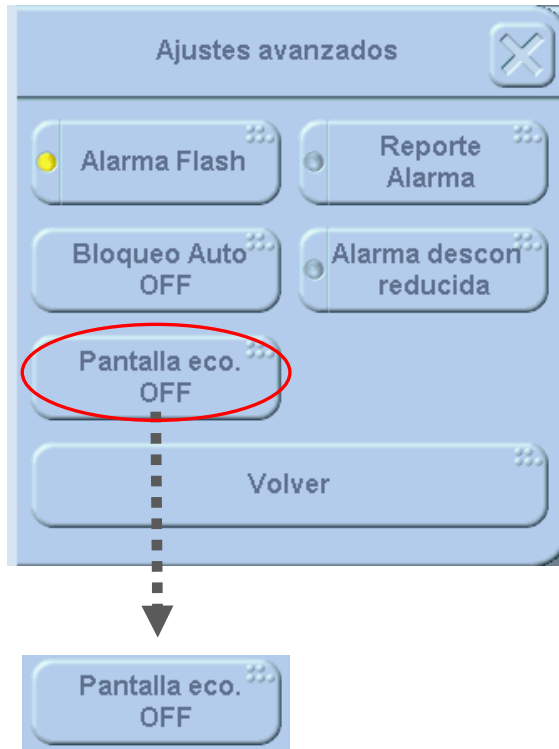 Ajustes avanzados
Alarma Flash
Reporte
Alarma
Bloqueo Auto
OFF
Alarma descon
reducida
Pantalla eco.
OFF
Volver
Pantalla eco.
OFF